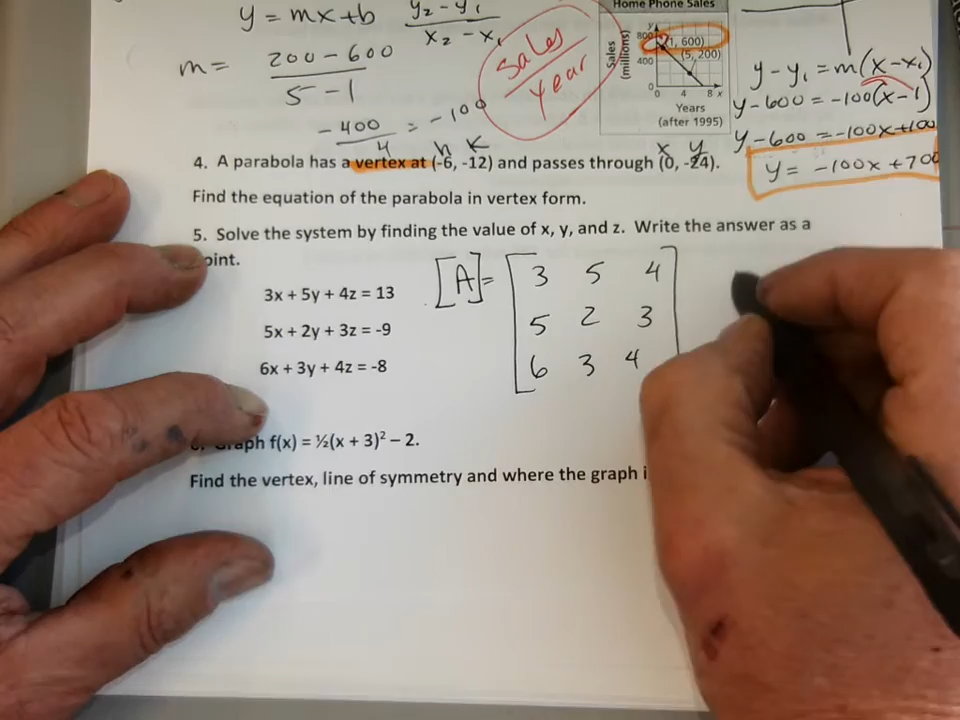 y = mx+b
y₂ - y₁
x₂ - x₁
m =
200 - 600
5 - 1
-400
4
= -100
Sales
Year
Home Phone Sales
Sales
(millions)
y
800
400
0
(1, 600)
(5, 200)
0 4 8 x
Years
(after 1995)
y - y₁ = m(x - x₁)
y - 600 = -100(x - 1)
y - 600 = -100x + 100
y = -100x + 700
h K
x y
4. A parabola has a vertex at (-6, -12) and passes through (0, -24).
Find the equation of the parabola in vertex form.
5. Solve the system by finding the value of x, y, and z. Write the answer as a
oint.
3x + 5y + 4z = 13
5x + 2y + 3z = -9
6x + 3y + 4z = -8
[A] =
3 5 4
5 2 3
6 3 4
Graph f(x) = ½(x + 3)² – 2.
Find the vertex, line of symmetry and where the graph i